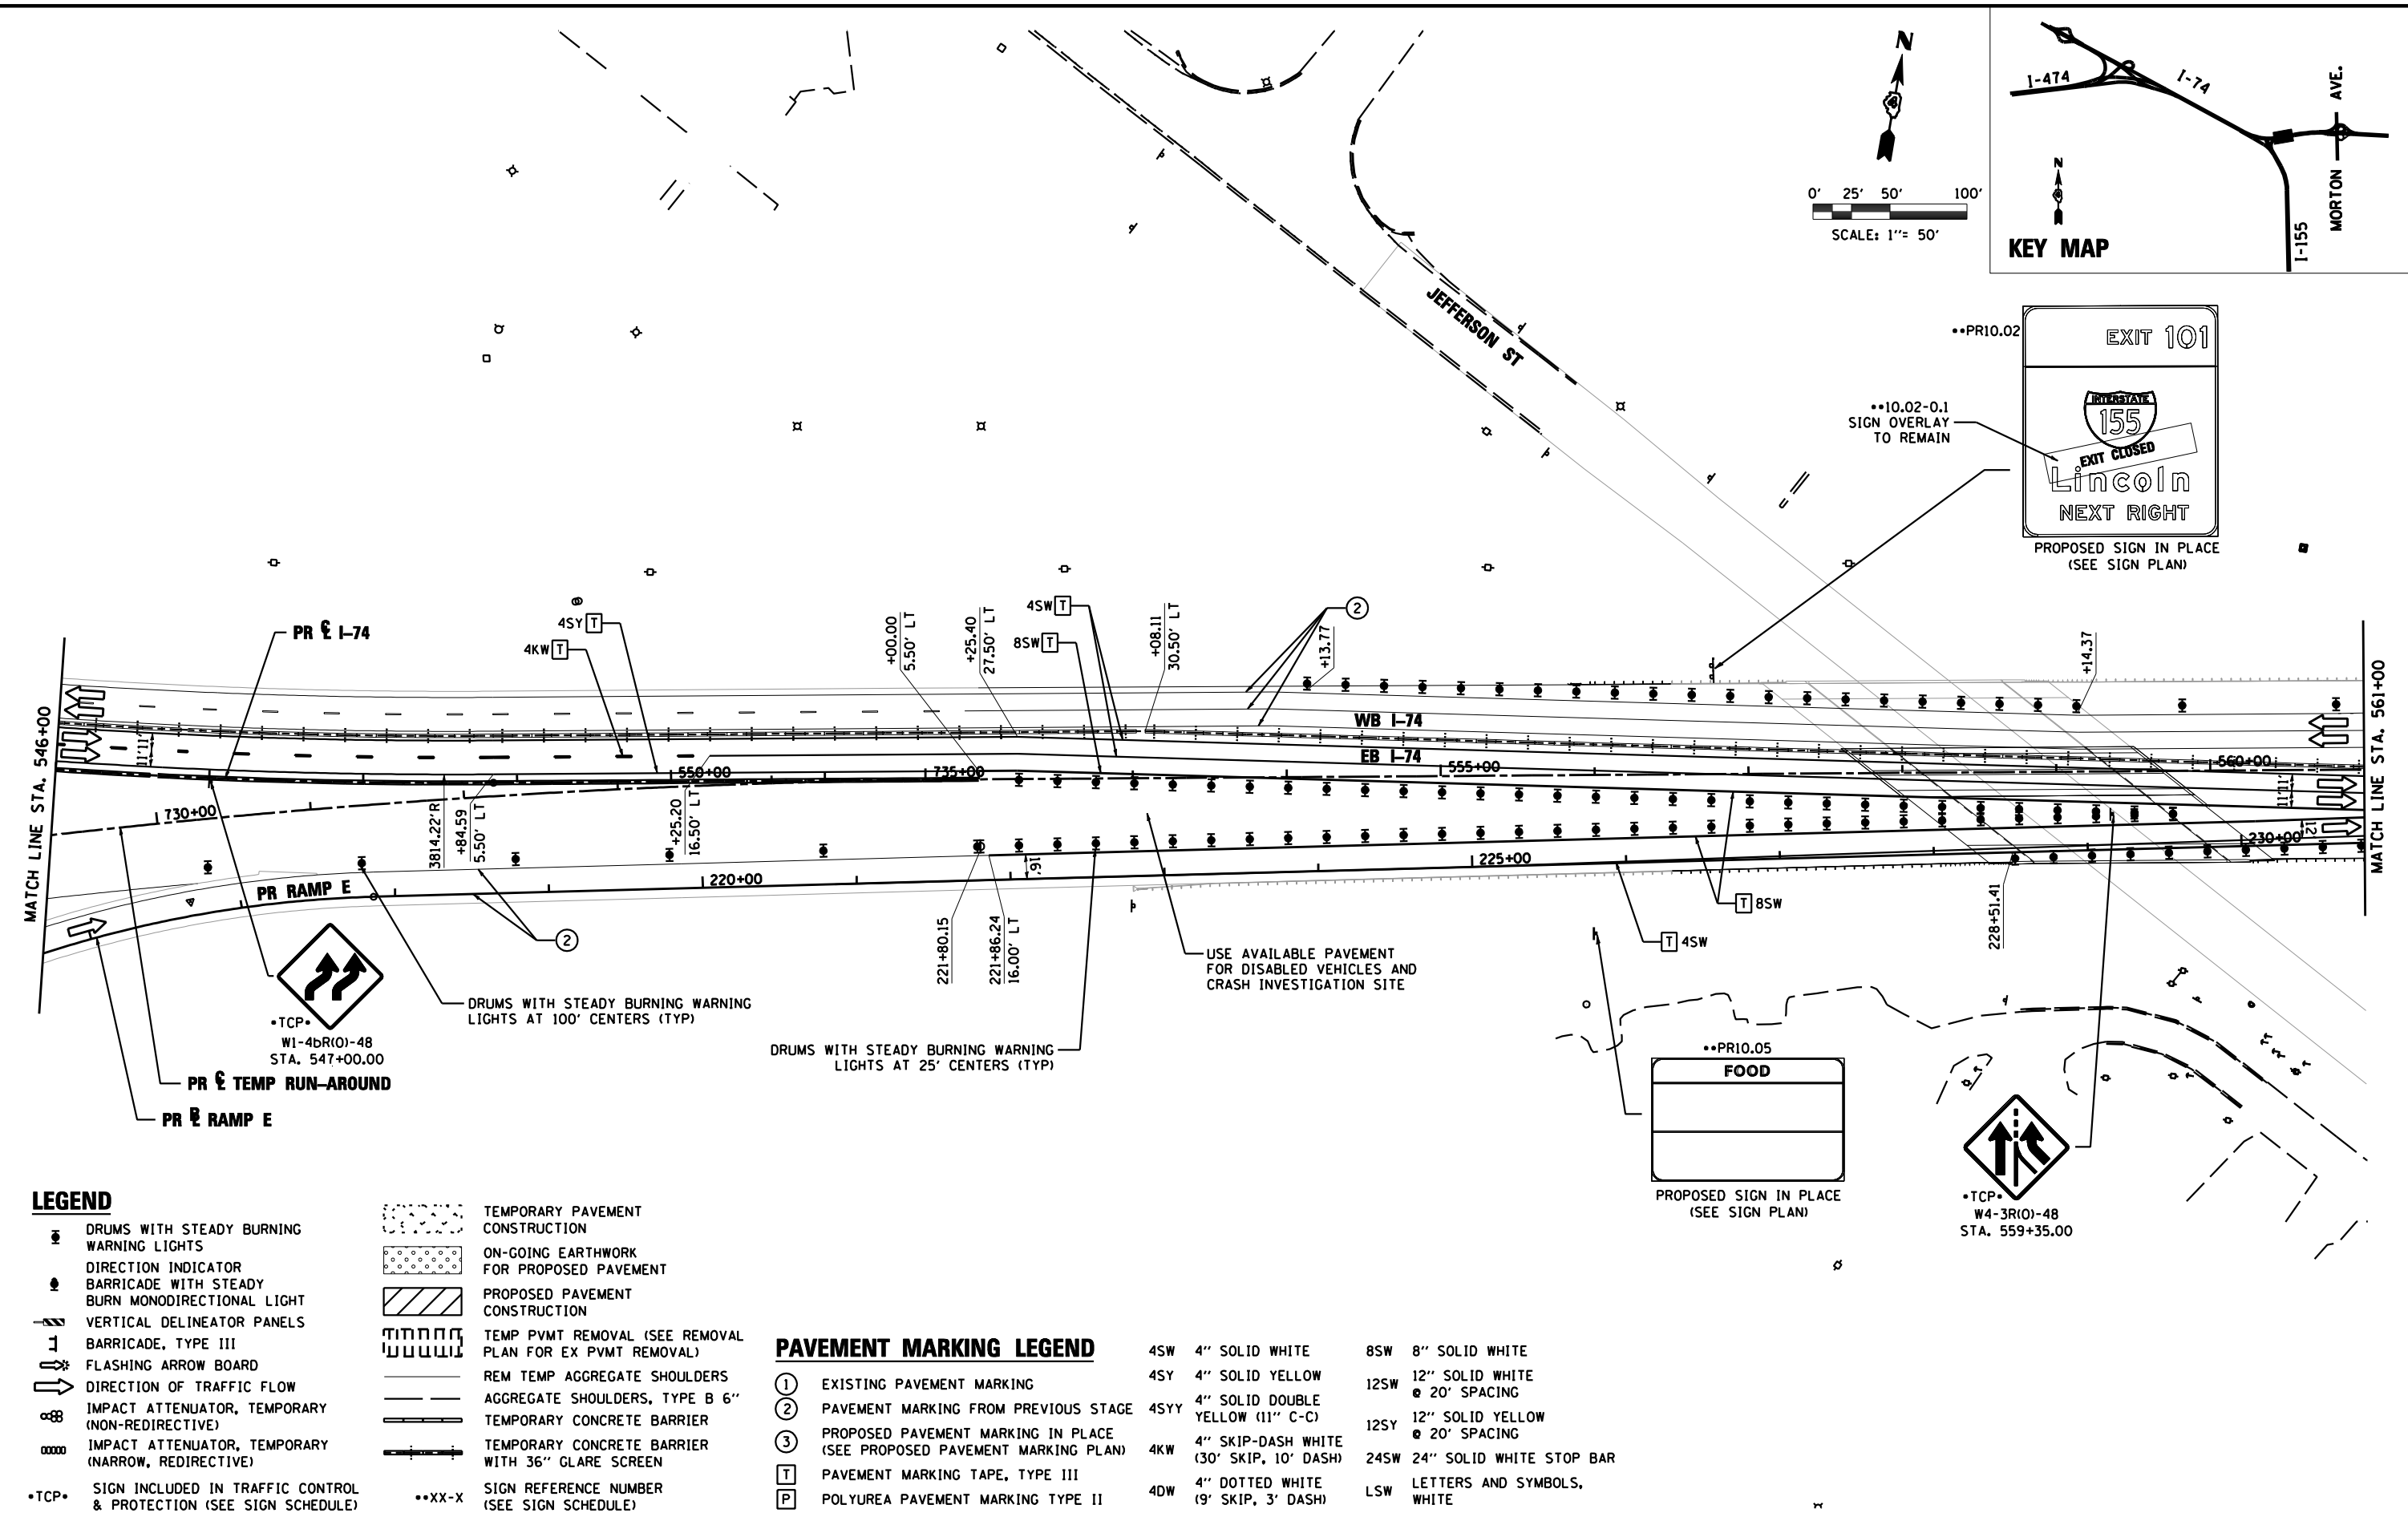 N
0' 25' 50' 100'
SCALE: 1"= 50'
I-474
I-74
MORTON AVE.
N
I-155
KEY MAP
JEFFERSON ST
••PR10.02
EXIT 101
INTERSTATE
155
EXIT CLOSED
Lincoln
NEXT RIGHT
••10.02-0.1
SIGN OVERLAY
TO REMAIN
PROPOSED SIGN IN PLACE
(SEE SIGN PLAN)
MATCH LINE STA. 546+00
PR ℄ I-74
4SY T
4KW T
+00.00
5.50' LT
+25.40
27.50' LT
4SW T
8SW T
+08.11
30.50' LT
2
+13.77
+14.37
MATCH LINE STA. 561+00
WB I-74
EB I-74
11' 11'
550+00
735+00
555+00
560+00
11' 11'
12'
730+00
3814.22'R
+84.59
5.50' LT
+25.20
16.50' LT
16'
225+00
230+00
PR RAMP E
220+00
2
221+80.15
221+86.24
16.00' LT
USE AVAILABLE PAVEMENT
FOR DISABLED VEHICLES AND
CRASH INVESTIGATION SITE
T 8SW
T 4SW
228+51.41
•TCP•
W1-4bR(O)-48
STA. 547+00.00
DRUMS WITH STEADY BURNING WARNING
LIGHTS AT 100' CENTERS (TYP)
DRUMS WITH STEADY BURNING WARNING
LIGHTS AT 25' CENTERS (TYP)
PR ℄ TEMP RUN-AROUND
PR B̲L RAMP E
••PR10.05
FOOD
PROPOSED SIGN IN PLACE
(SEE SIGN PLAN)
•TCP•
W4-3R(O)-48
STA. 559+35.00
LEGEND
DRUMS WITH STEADY BURNING
WARNING LIGHTS
DIRECTION INDICATOR
BARRICADE WITH STEADY
BURN MONODIRECTIONAL LIGHT
VERTICAL DELINEATOR PANELS
BARRICADE, TYPE III
FLASHING ARROW BOARD
DIRECTION OF TRAFFIC FLOW
IMPACT ATTENUATOR, TEMPORARY
(NON-REDIRECTIVE)
IMPACT ATTENUATOR, TEMPORARY
(NARROW, REDIRECTIVE)
•TCP• SIGN INCLUDED IN TRAFFIC CONTROL
& PROTECTION (SEE SIGN SCHEDULE)
TEMPORARY PAVEMENT
CONSTRUCTION
ON-GOING EARTHWORK
FOR PROPOSED PAVEMENT
PROPOSED PAVEMENT
CONSTRUCTION
TEMP PVMT REMOVAL (SEE REMOVAL
PLAN FOR EX PVMT REMOVAL)
REM TEMP AGGREGATE SHOULDERS
AGGREGATE SHOULDERS, TYPE B 6"
TEMPORARY CONCRETE BARRIER
TEMPORARY CONCRETE BARRIER
WITH 36" GLARE SCREEN
••XX-X SIGN REFERENCE NUMBER
(SEE SIGN SCHEDULE)
PAVEMENT MARKING LEGEND
1 EXISTING PAVEMENT MARKING
2 PAVEMENT MARKING FROM PREVIOUS STAGE
3 PROPOSED PAVEMENT MARKING IN PLACE
(SEE PROPOSED PAVEMENT MARKING PLAN)
T PAVEMENT MARKING TAPE, TYPE III
P POLYUREA PAVEMENT MARKING TYPE II
4SW 4" SOLID WHITE
4SY 4" SOLID YELLOW
4SYY 4" SOLID DOUBLE
YELLOW (11" C-C)
4KW 4" SKIP-DASH WHITE
(30' SKIP, 10' DASH)
4DW 4" DOTTED WHITE
(9' SKIP, 3' DASH)
8SW 8" SOLID WHITE
12SW 12" SOLID WHITE
@ 20' SPACING
12SY 12" SOLID YELLOW
@ 20' SPACING
24SW 24" SOLID WHITE STOP BAR
LSW LETTERS AND SYMBOLS,
WHITE